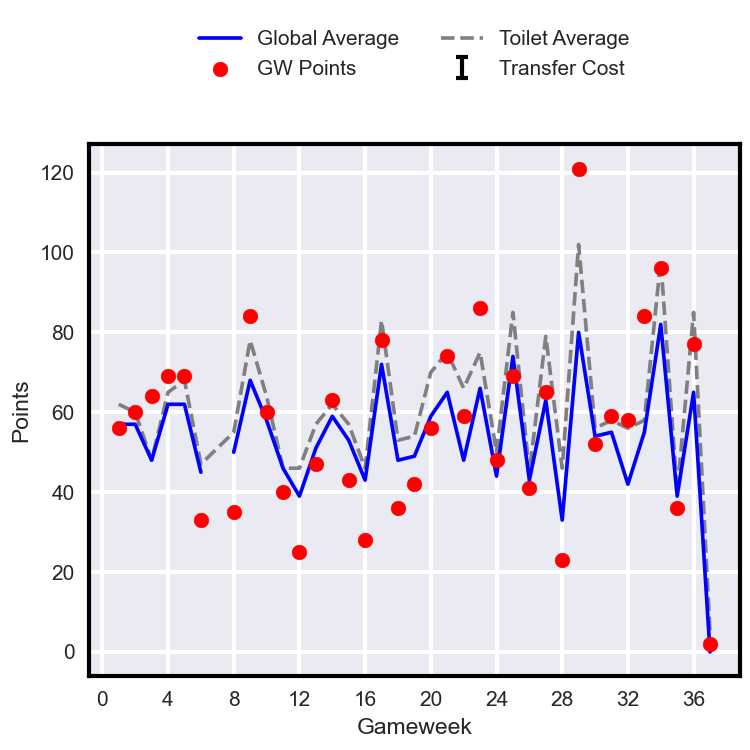 Global Average
Toilet Average
GW Points
Transfer Cost
120
100
80
60
40
20
0
Points
0 4 8 12 16 20 24 28 32 36
Gameweek